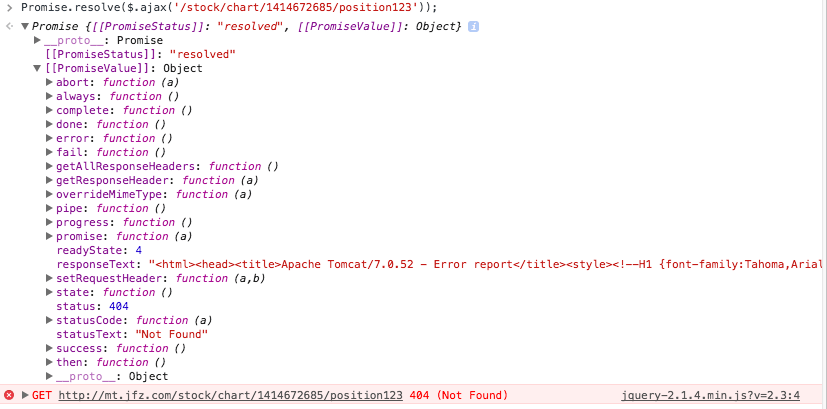 Promise.resolve($.ajax('/stock/chart/1414672685/position123'));
Promise {[[PromiseStatus]]: "resolved", [[PromiseValue]]: Object}
__proto__: Promise
[[PromiseStatus]]: "resolved"
[[PromiseValue]]: Object
abort: function (a)
always: function ()
complete: function ()
done: function ()
error: function ()
fail: function ()
getAllResponseHeaders: function ()
getResponseHeader: function (a)
overrideMimeType: function (a)
pipe: function ()
progress: function ()
promise: function (a)
readyState: 4
responseText: "<html><head><title>Apache Tomcat/7.0.52 - Error report</title><style><!--H1 {font-family:Tahoma,Arial
setRequestHeader: function (a,b)
state: function ()
status: 404
statusCode: function (a)
statusText: "Not Found"
success: function ()
then: function ()
__proto__: Object
GET http://mt.jfz.com/stock/chart/1414672685/position123 404 (Not Found) jquery-2.1.4.min.js?v=2.3:4